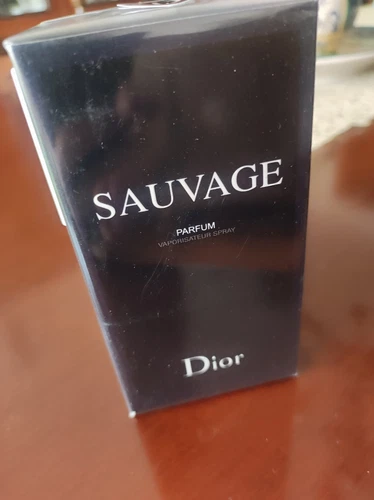 SAUVAGE
PARFUM
VAPORISATEUR SPRAY
Dior